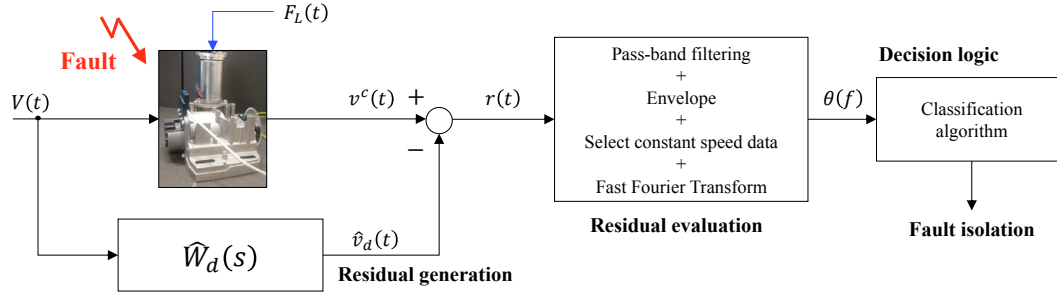 F_L(t)
Fault
V(t)
v^c(t)
+
−
r(t)
Pass-band filtering
+
Envelope
+
Select constant speed data
+
Fast Fourier Transform
Residual evaluation
θ(f)
Decision logic
Classification
algorithm
Fault isolation
Ŵ_d(s)
v̂_d(t)
Residual generation